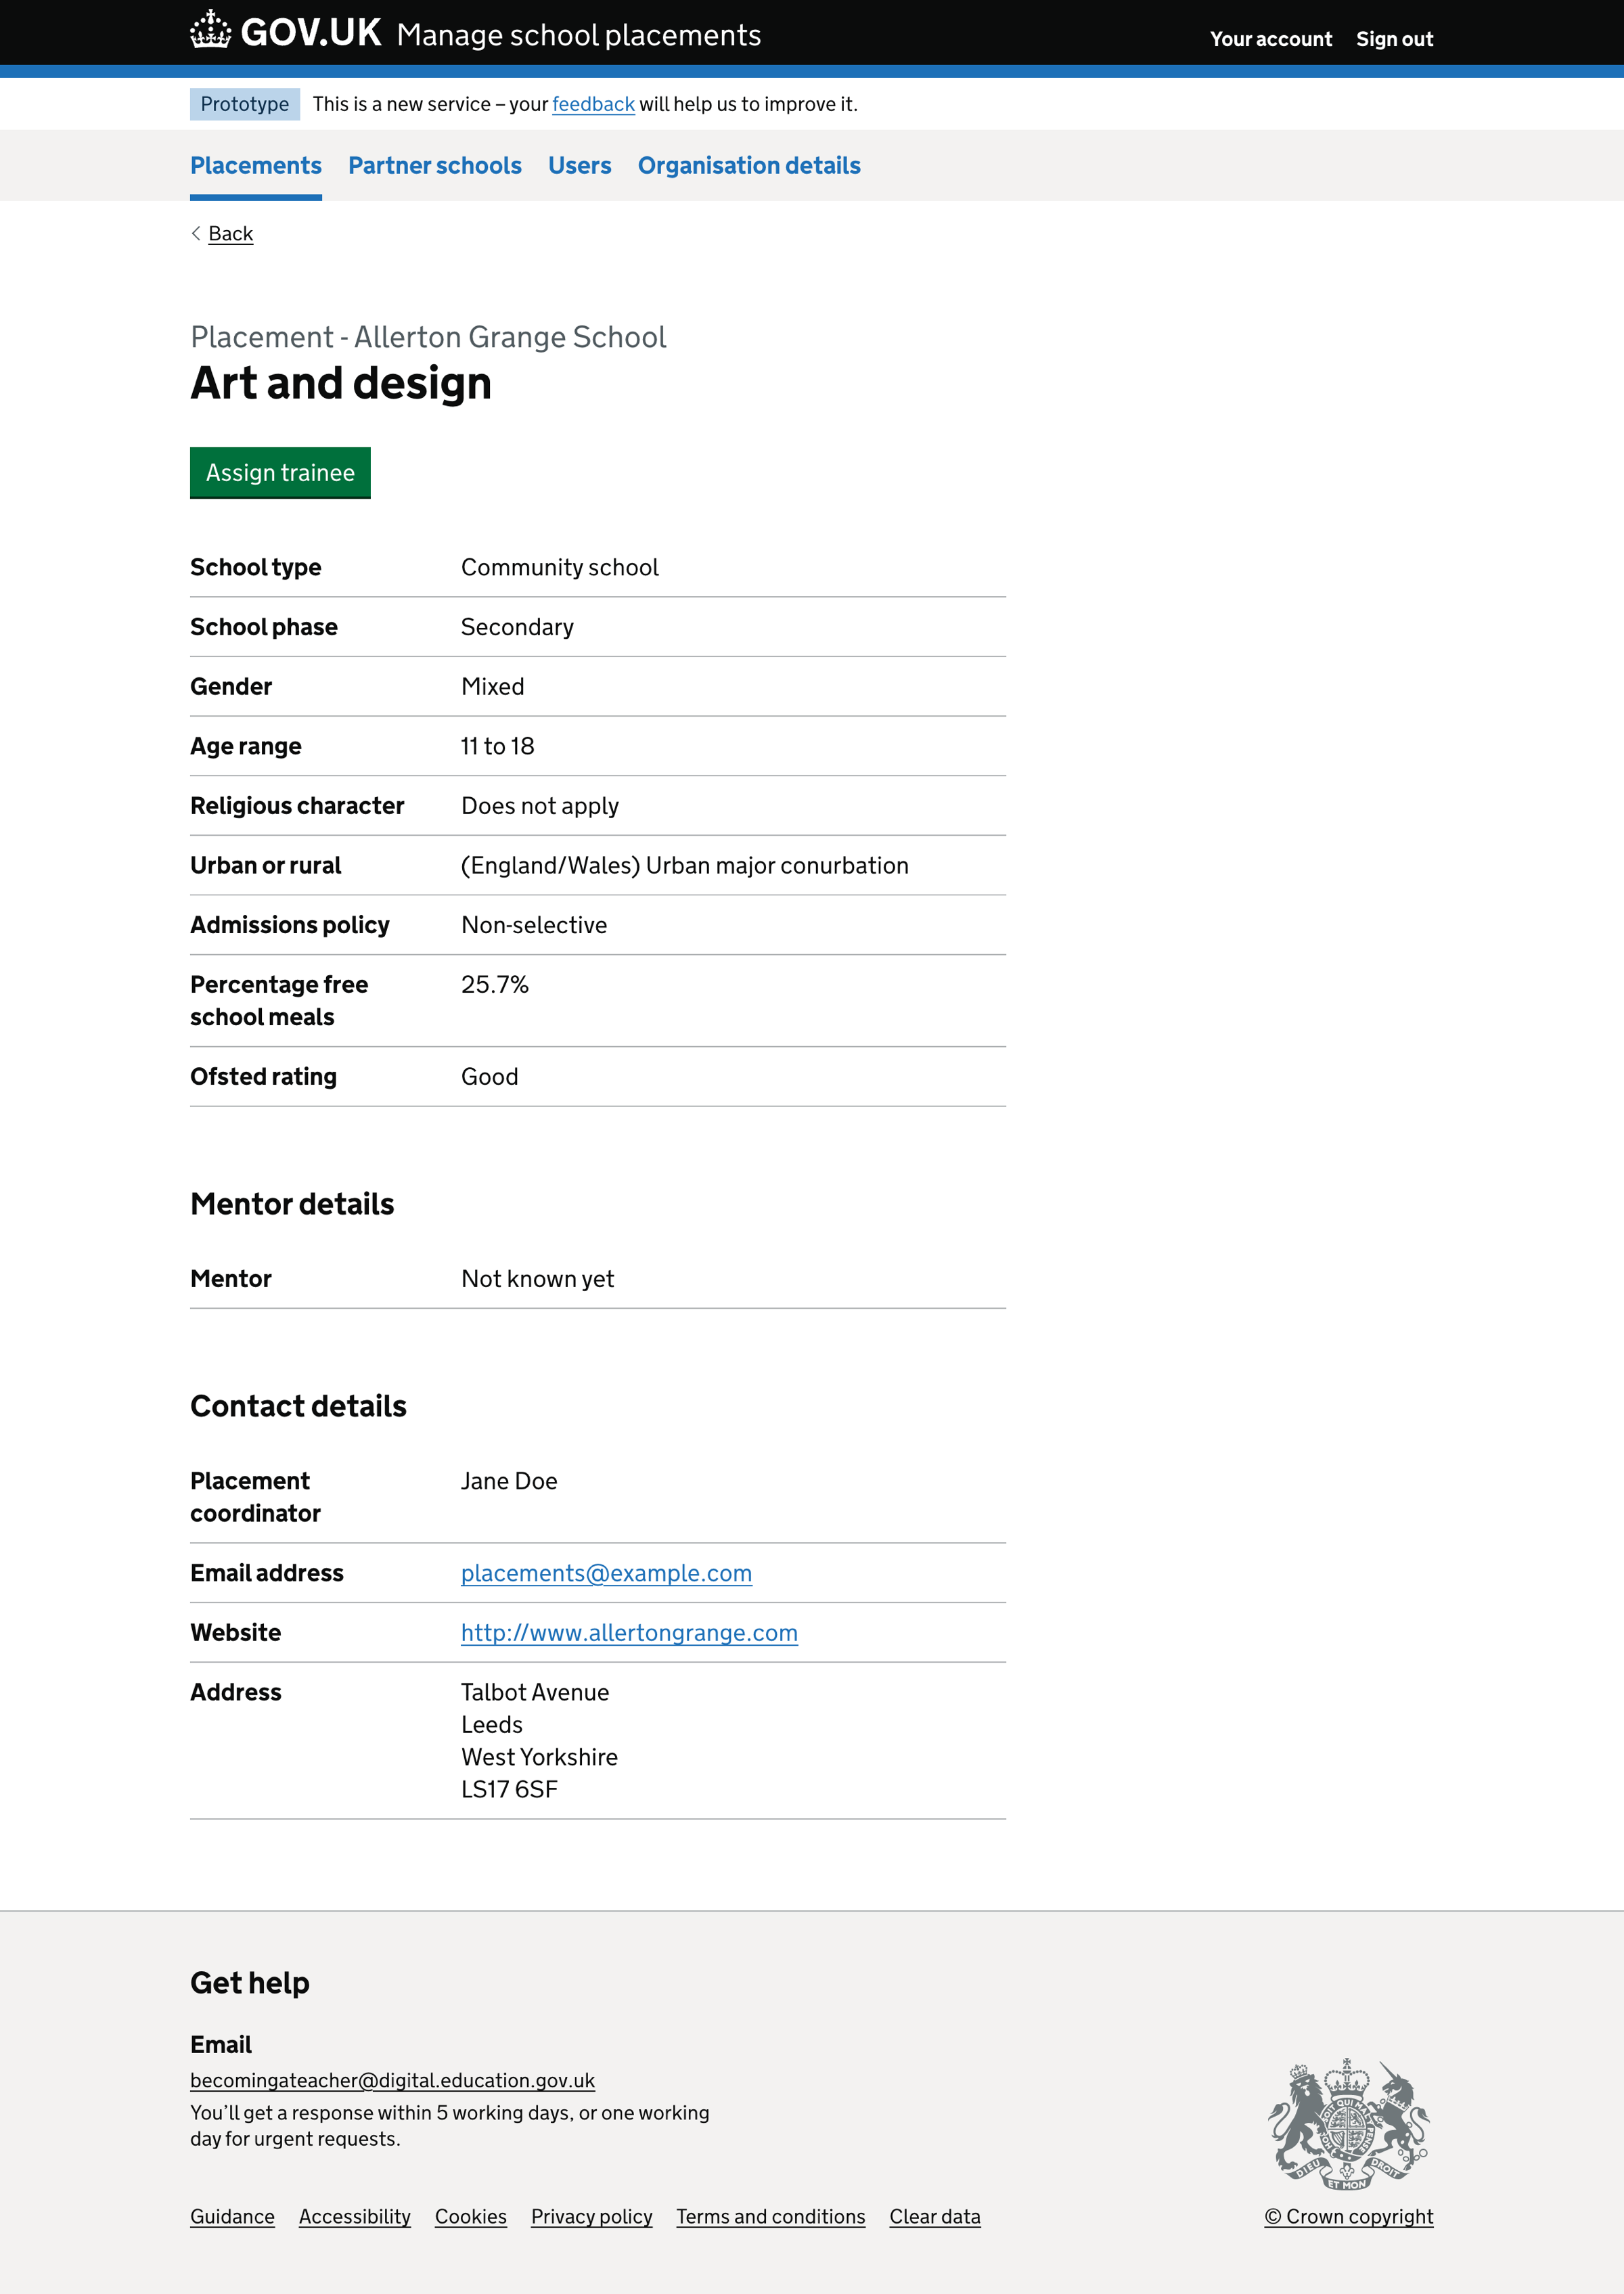 GOV.UK Manage school placements
Your account Sign out
Prototype This is a new service – your feedback will help us to improve it.
Placements Partner schools Users Organisation details
Back
Placement - Allerton Grange School
Art and design
Assign trainee
School type Community school
School phase Secondary
Gender Mixed
Age range 11 to 18
Religious character Does not apply
Urban or rural (England/Wales) Urban major conurbation
Admissions policy Non-selective
Percentage free 25.7%
school meals
Ofsted rating Good
Mentor details
Mentor Not known yet
Contact details
Placement Jane Doe
coordinator
Email address placements@example.com
Website http://www.allertongrange.com
Address Talbot Avenue
Leeds
West Yorkshire
LS17 6SF
Get help
Email
becomingateacher@digital.education.gov.uk
You’ll get a response within 5 working days, or one working
day for urgent requests.
DIEU ET MON DROIT
Guidance Accessibility Cookies Privacy policy Terms and conditions Clear data
© Crown copyright